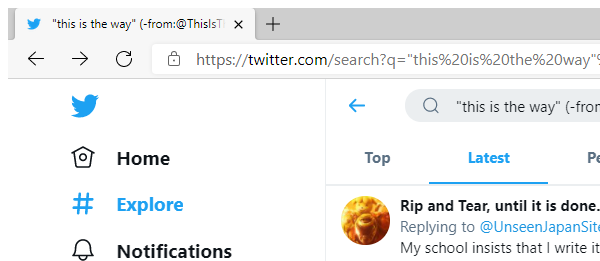 "this is the way" (-from:@ThisIsT
https://twitter.com/search?q="this%20is%20the%20way"%
"this is the way" (-from
Top Latest Pe
Home
Explore
Notifications
Rip and Tear, until it is done.
Replying to @UnseenJapanSite
My school insists that I write it